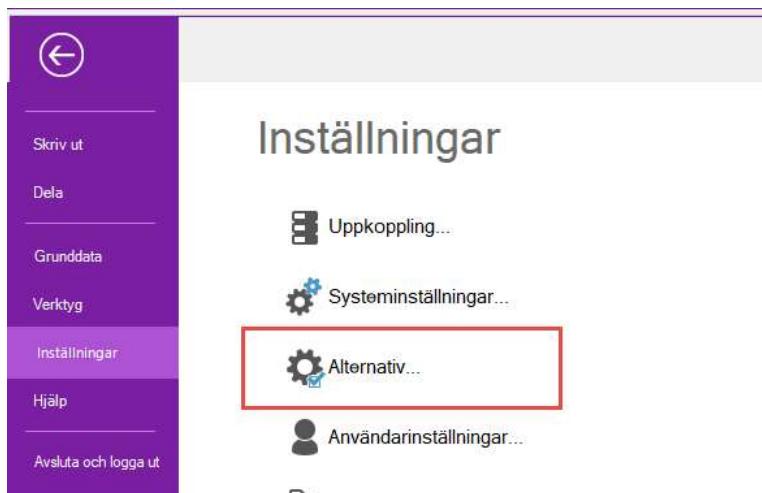 Skriv ut
Dela
Grunddata
Verktyg
Inställningar
Hjälp
Avsluta och logga ut
Inställningar
Uppkoppling...
Systeminställningar...
Alternativ...
Användarinställningar...